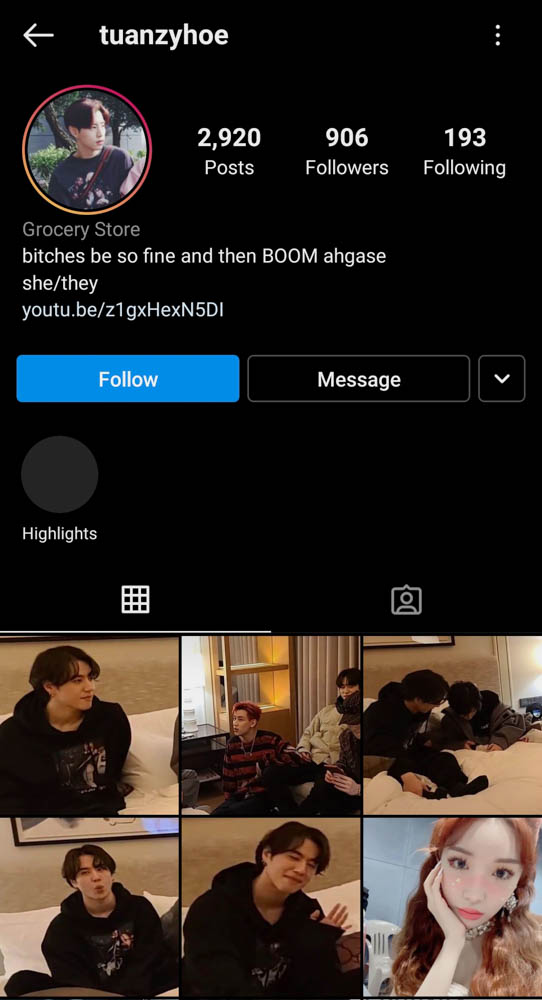 tuanzyhoe
2,920 906 193
Posts Followers Following
Grocery Store
bitches be so fine and then BOOM ahgase
she/they
youtu.be/z1gxHexN5DI
Follow Message
Highlights